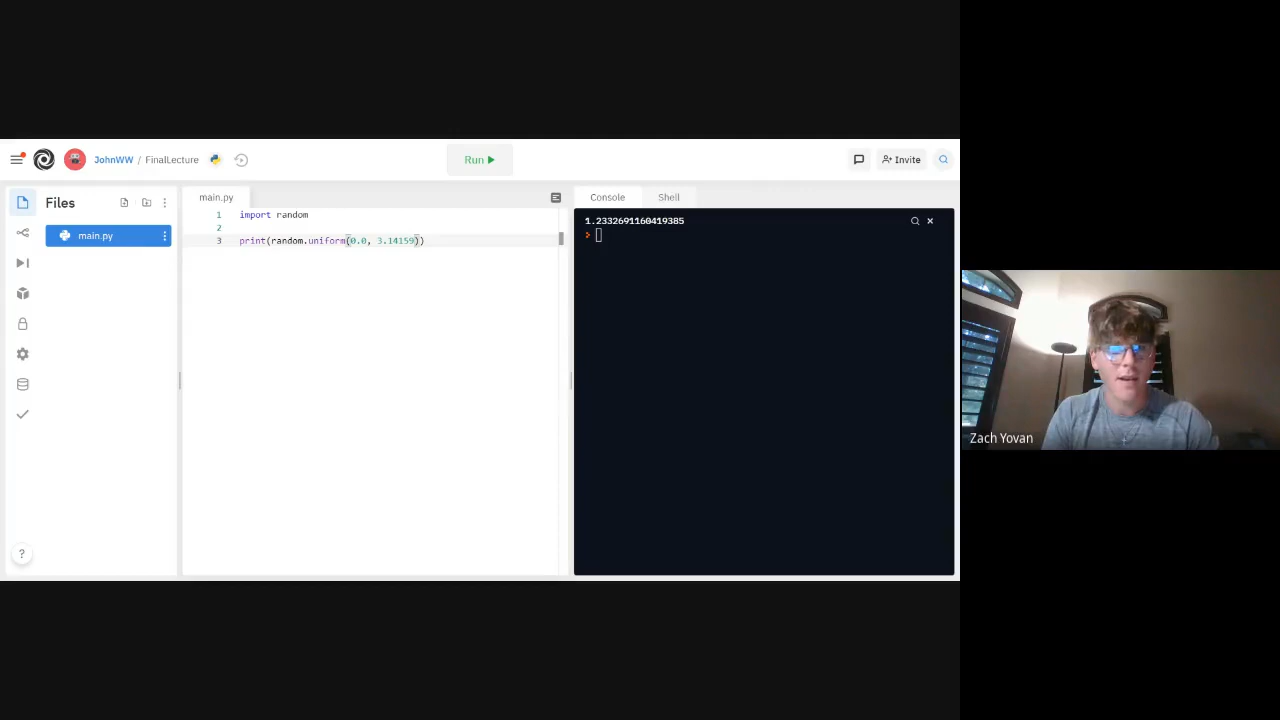 JohnWW / FinalLecture
Run
Invite
Files
main.py
main.py
Console
Shell
1 import random
2
3 print(random.uniform(0.0, 3.14159))
1.2332691160419385
?
Zach Yovan